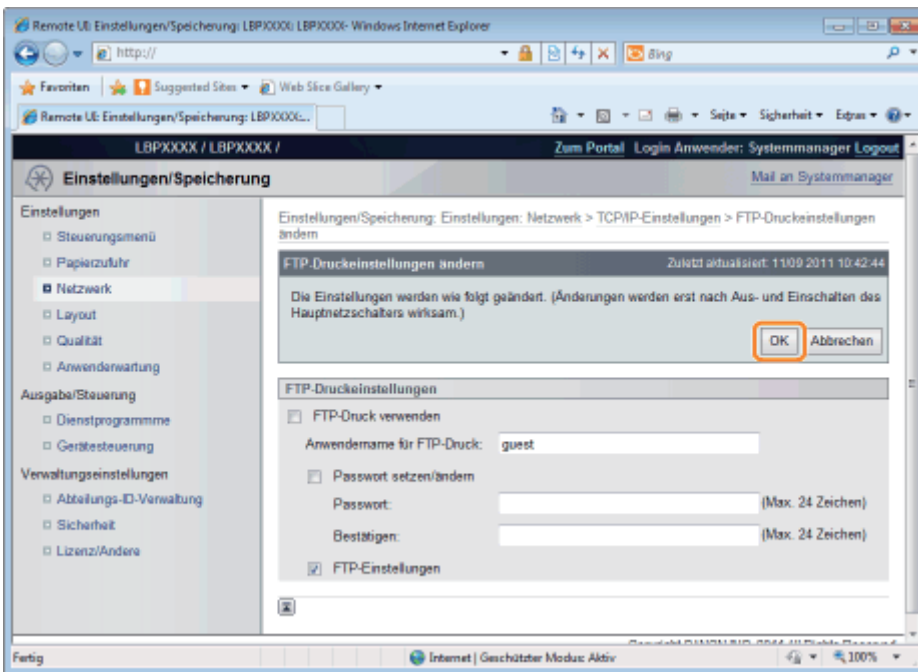 Remote UI: Einstellungen/Speicherung: LBPXXXX: LBPXXXX- Windows Internet Explorer
http://
Bing
Favoriten Suggested Sites Web Slice Gallery
Remote UI: Einstellungen/Speicherung: LBPXXXX:...
Seite Sicherheit Extras
LBPXXXX / LBPXXXX /
Zum Portal Login Anwender: Systemmanager Logout
Einstellungen/Speicherung
Mail an Systemmanager
Einstellungen
Steuerungsmenü
Papierzufuhr
Netzwerk
Layout
Qualität
Anwenderwartung
Ausgabe/Steuerung
Dienstprogrammme
Gerätesteuerung
Verwaltungseinstellungen
Abteilungs-ID-Verwaltung
Sicherheit
Lizenz/Andere
Einstellungen/Speicherung: Einstellungen: Netzwerk > TCP/IP-Einstellungen > FTP-Druckeinstellungen
ändern
FTP-Druckeinstellungen ändern
Zuletzt aktualisiert: 11/09 2011 10:42:44
Die Einstellungen werden wie folgt geändert. (Änderungen werden erst nach Aus- und Einschalten des
Hauptnetzschalters wirksam.)
OK Abbrechen
FTP-Druckeinstellungen
FTP-Druck verwenden
Anwendername für FTP-Druck: guest
Passwort setzen/ändern
Passwort: (Max. 24 Zeichen)
Bestätigen: (Max. 24 Zeichen)
FTP-Einstellungen
Fertig
Internet | Geschützter Modus: Aktiv
100%